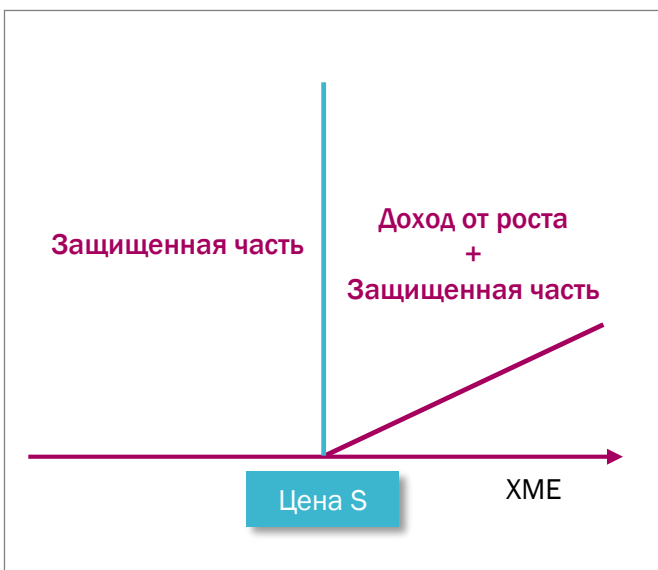 Защищенная часть
Доход от роста
+
Защищенная часть
Цена S
XME